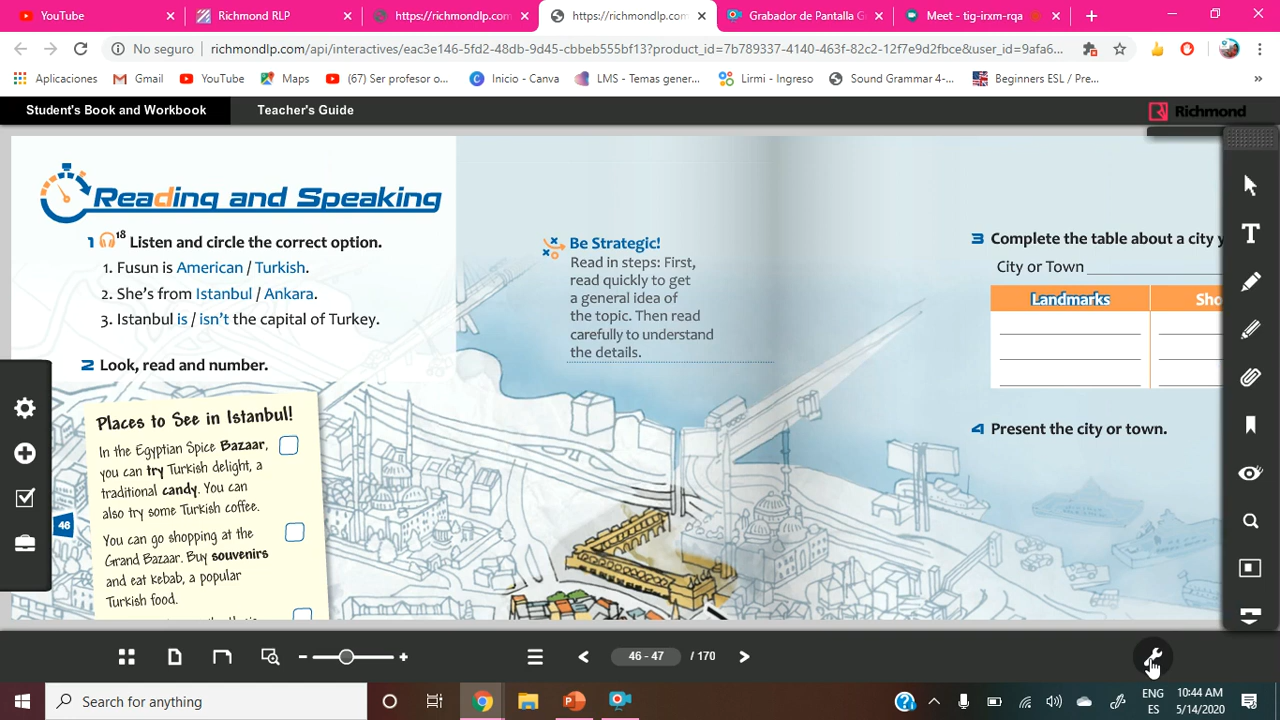 YouTube
Richmond RLP
https://richmondlp.com/api/inter
https://richmondlp.com/api/inter
Grabador de Pantalla G
Meet - tig-irxm-rqa
No seguro
richmondlp.com/api/interactives/eac3e146-5fd2-48db-9d45-cbbeb555bf13?product_id=7b789337-4140-463f-82c2-12f7e9d2fbce&user_id=9afa6...
Aplicaciones
Gmail
YouTube
Maps
(67) Ser profesor o...
Inicio - Canva
LMS - Temas gener...
Lirmi - Ingreso
Sound Grammar 4-...
Beginners ESL / Pre...
»
Student's Book and Workbook
Teacher's Guide
Richmond
Reading and Speaking
1 18 Listen and circle the correct option.
1. Fusun is American / Turkish.
2. She's from Istanbul / Ankara.
3. Istanbul is / isn't the capital of Turkey.
2 Look, read and number.
Places to See in Istanbul!
In the Egyptian Spice Bazaar,
you can try Turkish delight, a
traditional candy. You can
also try some Turkish coffee.
You can go shopping at the
Grand Bazaar. Buy souvenirs
and eat kebab, a popular
Turkish food.
46
Be Strategic!
Read in steps: First,
read quickly to get
a general idea of
the topic. Then read
carefully to understand
the details.
3 Complete the table about a city y
City or Town
Landmarks
Sho
4 Present the city or town.
46 - 47 / 170
Search for anything
ENG
ES
10:44 AM
5/14/2020